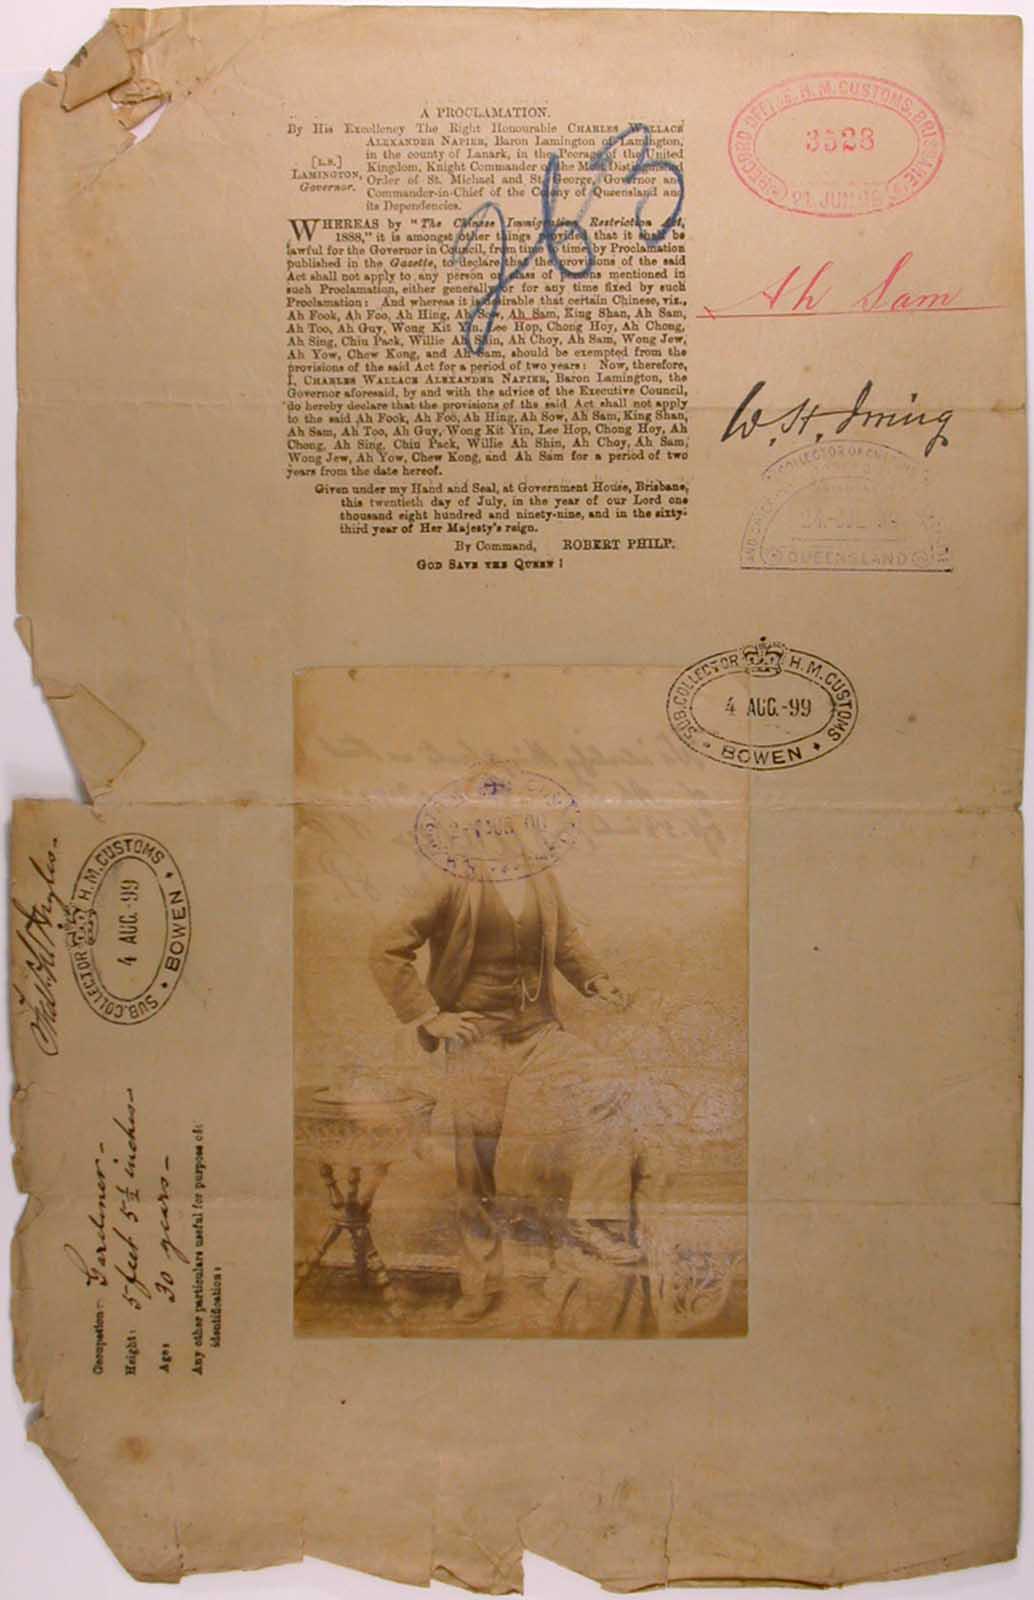 A PROCLAMATION.
By His Excellency The Right Honourable CHARLES WALLACE
ALEXANDER NAPIER, Baron Lamington of Lamington,
in the county of Lanark, in the Peerage of the United
[L.S.] Kingdom, Knight Commander of the Most Distinguished
LAMINGTON, Order of St. Michael and St. George, Governor and
Governor. Commander-in-Chief of the Colony of Queensland and
its Dependencies.
WHEREAS by "The Chinese Immigration Restriction Act,
1888," it is amongst other things provided that it shall be
lawful for the Governor in Council, from time to time, by Proclamation
published in the Gazette, to declare that the provisions of the said
Act shall not apply to any person or class of persons mentioned in
such Proclamation, either generally or for any time fixed by such
Proclamation: And whereas it is desirable that certain Chinese, viz.,
Ah Fook, Ah Foo, Ah Hing, Ah Sow, Ah Sam, King Shan, Ah Sam,
Ah Too, Ah Guy, Wong Kit Yin, Lee Hop, Chong Hoy, Ah Chong,
Ah Sing, Chiu Pack, Willie Ah Shin, Ah Choy, Ah Sam, Wong Jew,
Ah Yow, Chew Kong, and Ah Sam, should be exempted from the
provisions of the said Act for a period of two years: Now, therefore,
I, CHARLES WALLACE ALEXANDER NAPIER, Baron Lamington, the
Governor aforesaid, by and with the advice of the Executive Council,
do hereby declare that the provisions of the said Act shall not apply
to the said Ah Fook, Ah Foo, Ah Hing, Ah Sow, Ah Sam, King Shan,
Ah Sam, Ah Too, Ah Guy, Wong Kit Yin, Lee Hop, Chong Hoy, Ah
Chong, Ah Sing, Chiu Pack, Willie Ah Shin, Ah Choy, Ah Sam,
Wong Jew, Ah Yow, Chew Kong, and Ah Sam for a period of two
years from the date hereof.
Given under my Hand and Seal, at Government House, Brisbane,
this twentieth day of July, in the year of our Lord one
thousand eight hundred and ninety-nine, and in the sixty-
third year of Her Majesty's reign.
By Command, ROBERT PHILP.
GOD SAVE THE QUEEN!
263
RECORD OFFICE, H.M. CUSTOMS, BRISBANE
3528
21. JUN. 99
Ah Sam
W. H. Irving
COLLECTOR OF CUSTOMS
QUEENSLAND
SUB. COLLECTOR H.M. CUSTOMS
4 AUG.-99
BOWEN
SUB. COLLECTOR H.M. CUSTOMS
4 AUG.-99
BOWEN
Occupation: Gardiner-
Height: 5 feet 5½ inches-
Age: 30 years-
Any other particulars useful for purpose of
identification: